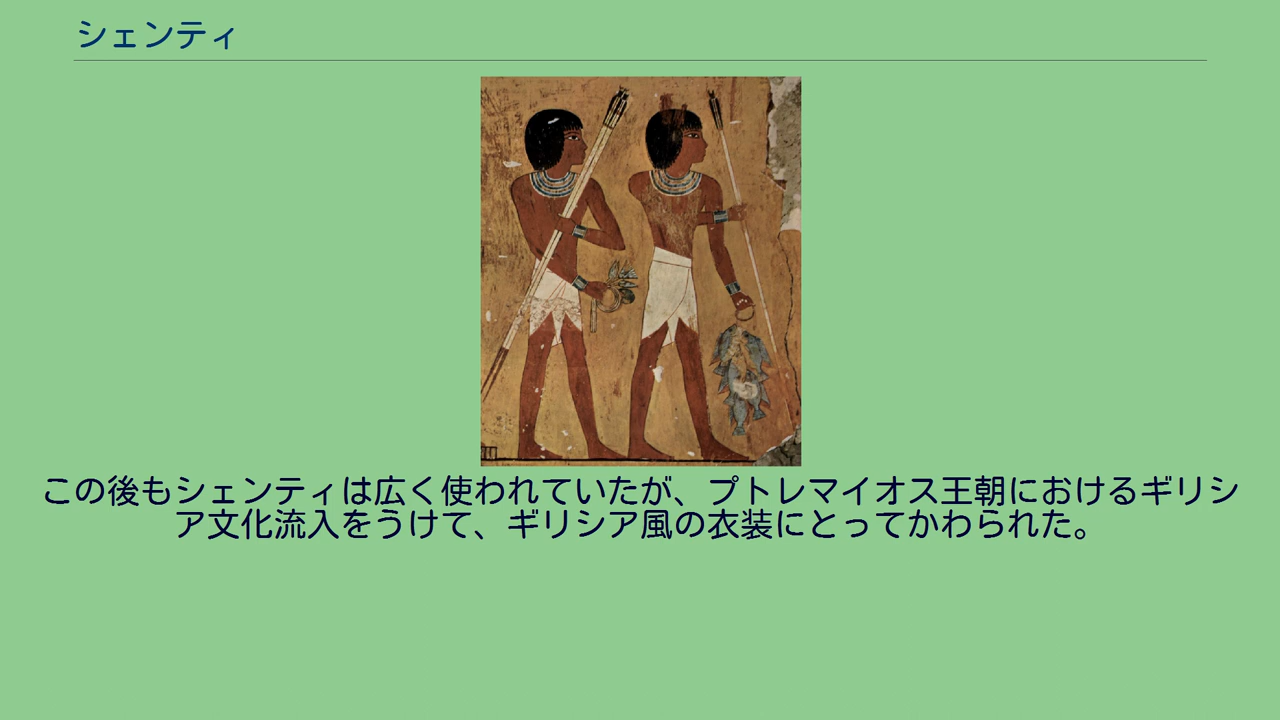 シェンティ
この後もシェンティは広く使われていたが、プトレマイオス王朝におけるギリシ
ア文化流入をうけて、ギリシア風の衣装にとってかわられた。